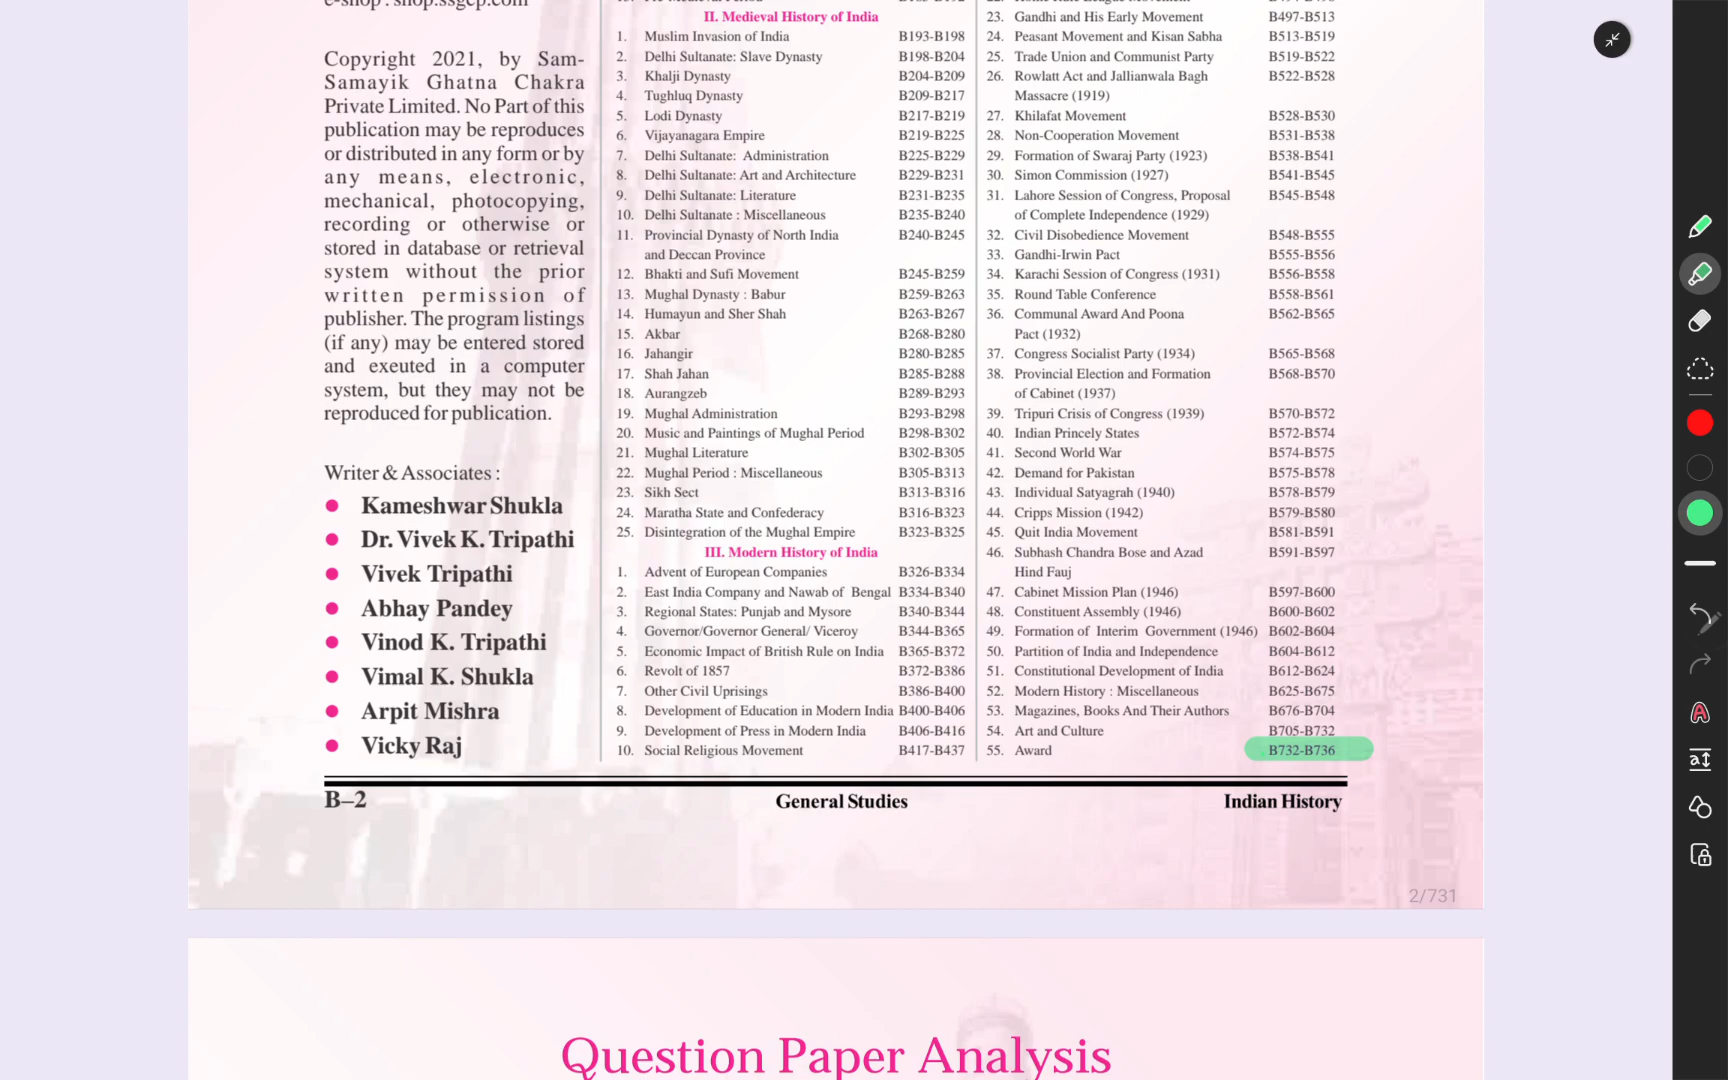 e-shop : shop.ssgcp.com
Copyright 2021, by Sam-
Samayik Ghatna Chakra
Private Limited. No Part of this
publication may be reproduces
or distributed in any form or by
any means, electronic,
mechanical, photocopying,
recording or otherwise or
stored in database or retrieval
system without the prior
written permission of
publisher. The program listings
(if any) may be entered stored
and exeuted in a computer
system, but they may not be
reproduced for publication.
Writer & Associates :
Kameshwar Shukla
Dr. Vivek K. Tripathi
Vivek Tripathi
Abhay Pandey
Vinod K. Tripathi
Vimal K. Shukla
Arpit Mishra
Vicky Raj
II. Medieval History of India
1. Muslim Invasion of India B193-B198
2. Delhi Sultanate: Slave Dynasty B198-B204
3. Khalji Dynasty B204-B209
4. Tughluq Dynasty B209-B217
5. Lodi Dynasty B217-B219
6. Vijayanagara Empire B219-B225
7. Delhi Sultanate: Administration B225-B229
8. Delhi Sultanate: Art and Architecture B229-B231
9. Delhi Sultanate: Literature B231-B235
10. Delhi Sultanate : Miscellaneous B235-B240
11. Provincial Dynasty of North India B240-B245
and Deccan Province
12. Bhakti and Sufi Movement B245-B259
13. Mughal Dynasty : Babur B259-B263
14. Humayun and Sher Shah B263-B267
15. Akbar B268-B280
16. Jahangir B280-B285
17. Shah Jahan B285-B288
18. Aurangzeb B289-B293
19. Mughal Administration B293-B298
20. Music and Paintings of Mughal Period B298-B302
21. Mughal Literature B302-B305
22. Mughal Period : Miscellaneous B305-B313
23. Sikh Sect B313-B316
24. Maratha State and Confederacy B316-B323
25. Disintegration of the Mughal Empire B323-B325
III. Modern History of India
1. Advent of European Companies B326-B334
2. East India Company and Nawab of Bengal B334-B340
3. Regional States: Punjab and Mysore B340-B344
4. Governor/Governor General/ Viceroy B344-B365
5. Economic Impact of British Rule on India B365-B372
6. Revolt of 1857 B372-B386
7. Other Civil Uprisings B386-B400
8. Development of Education in Modern India B400-B406
9. Development of Press in Modern India B406-B416
10. Social Religious Movement B417-B437
23. Gandhi and His Early Movement B497-B513
24. Peasant Movement and Kisan Sabha B513-B519
25. Trade Union and Communist Party B519-B522
26. Rowlatt Act and Jallianwala Bagh B522-B528
Massacre (1919)
27. Khilafat Movement B528-B530
28. Non-Cooperation Movement B531-B538
29. Formation of Swaraj Party (1923) B538-B541
30. Simon Commission (1927) B541-B545
31. Lahore Session of Congress, Proposal B545-B548
of Complete Independence (1929)
32. Civil Disobedience Movement B548-B555
33. Gandhi-Irwin Pact B555-B556
34. Karachi Session of Congress (1931) B556-B558
35. Round Table Conference B558-B561
36. Communal Award And Poona B562-B565
Pact (1932)
37. Congress Socialist Party (1934) B565-B568
38. Provincial Election and Formation B568-B570
of Cabinet (1937)
39. Tripuri Crisis of Congress (1939) B570-B572
40. Indian Princely States B572-B574
41. Second World War B574-B575
42. Demand for Pakistan B575-B578
43. Individual Satyagrah (1940) B578-B579
44. Cripps Mission (1942) B579-B580
45. Quit India Movement B581-B591
46. Subhash Chandra Bose and Azad B591-B597
Hind Fauj
47. Cabinet Mission Plan (1946) B597-B600
48. Constituent Assembly (1946) B600-B602
49. Formation of Interim Government (1946) B602-B604
50. Partition of India and Independence B604-B612
51. Constitutional Development of India B612-B624
52. Modern History : Miscellaneous B625-B675
53. Magazines, Books And Their Authors B676-B704
54. Art and Culture B705-B732
55. Award B732-B736
B–2 General Studies Indian History
2/731
Question Paper Analysis